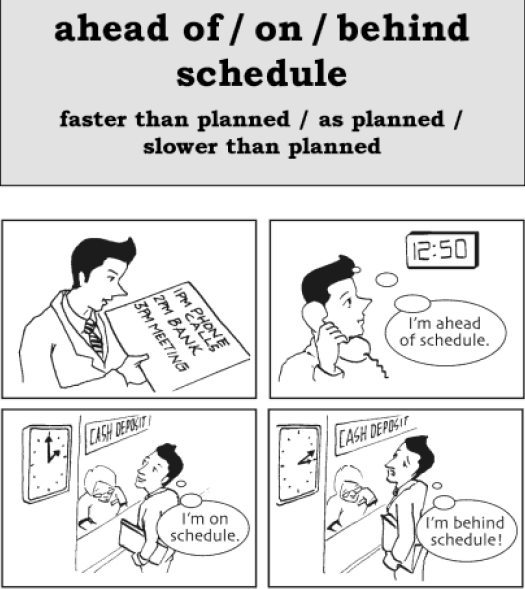 ahead of / on / behind
schedule
faster than planned / as planned /
slower than planned
1PM PHONE
CALLS
2PM BANK
3PM MEETING
12:50
I'm ahead
of schedule.
CASH DEPOSIT
I'm on
schedule.
CASH DEPOSIT
I'm behind
schedule!